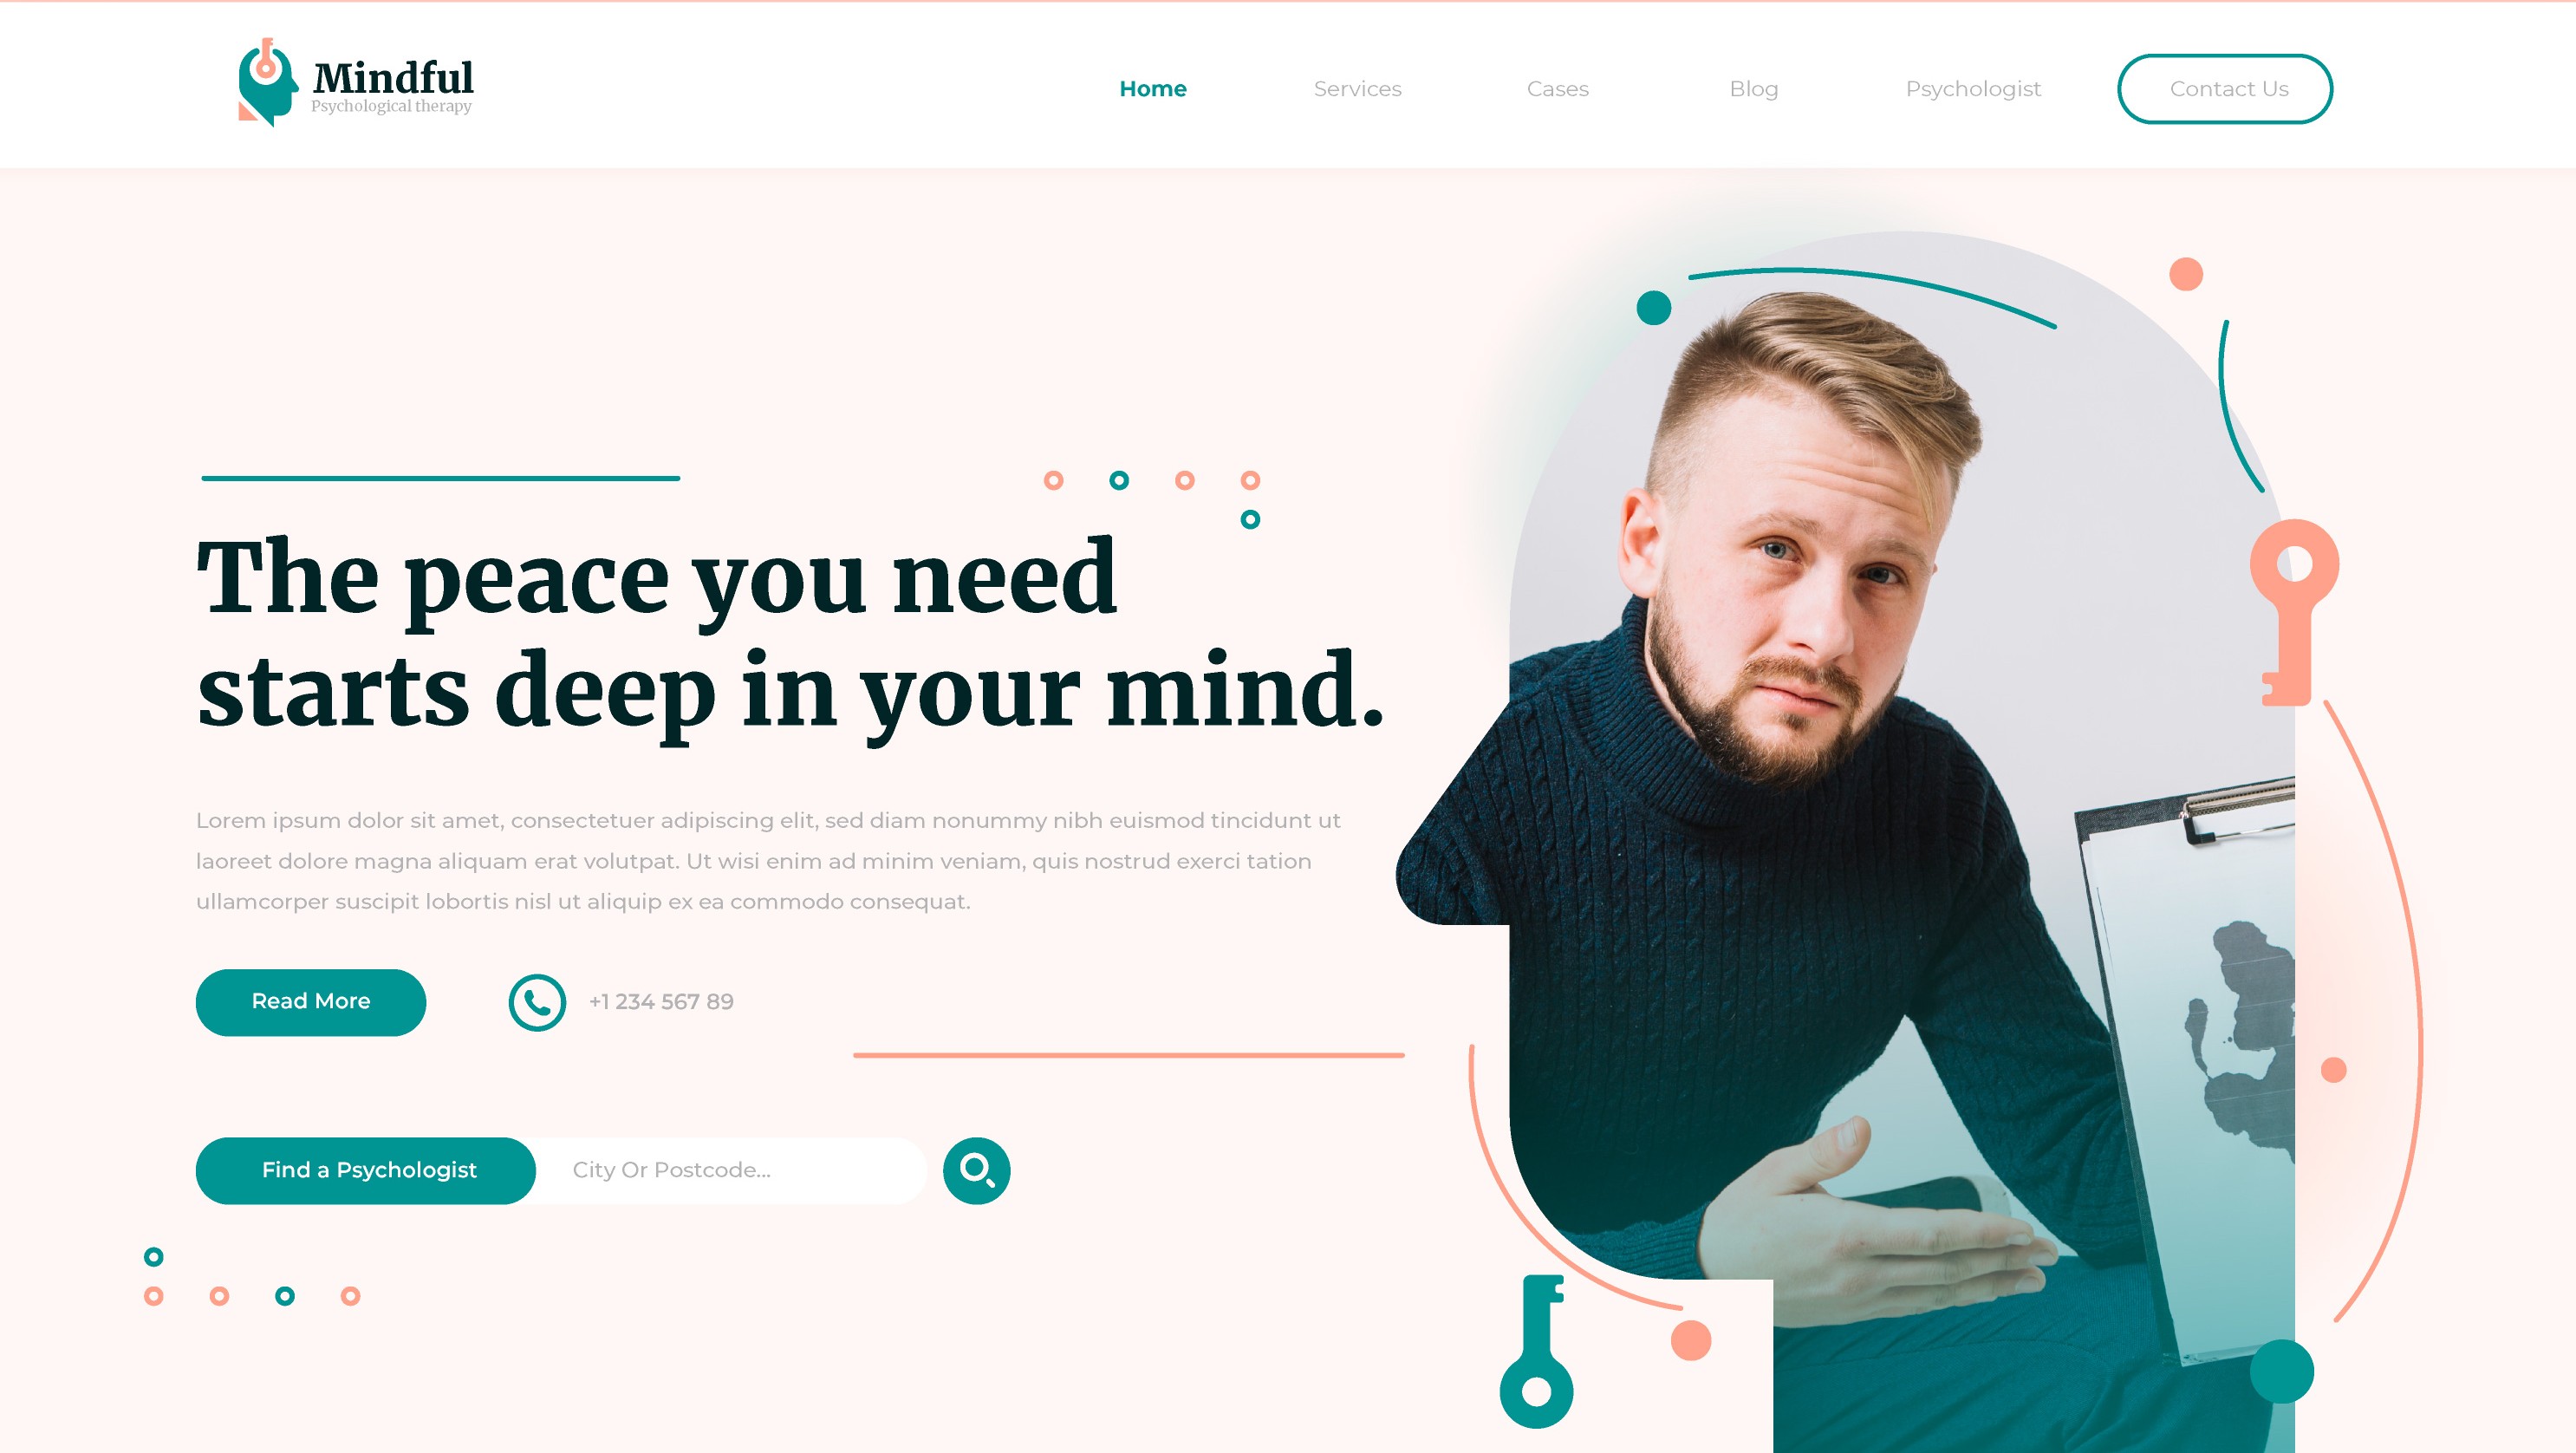 Mindful
Psychological therapy
Home
Services
Cases
Blog
Psychologist
Contact Us
The peace you need
starts deep in your mind.
Lorem ipsum dolor sit amet, consectetuer adipiscing elit, sed diam nonummy nibh euismod tincidunt ut
laoreet dolore magna aliquam erat volutpat. Ut wisi enim ad minim veniam, quis nostrud exerci tation
ullamcorper suscipit lobortis nisl ut aliquip ex ea commodo consequat.
Read More
+1 234 567 89
Find a Psychologist
City Or Postcode...